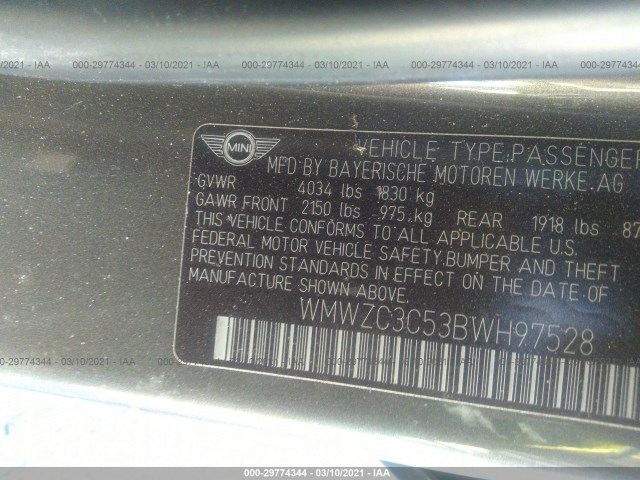 000-29774344 - 03/10/2021 - IAA
MINI
VEHICLE TYPE:PASSENGER
MFD BY BAYERISCHE MOTOREN WERKE.AG
GVWR 4034 lbs 1830 kg
GAWR FRONT 2150 lbs 975 kg REAR 1918 lbs 87
THIS VEHICLE CONFORMS TO ALL APPLICABLE U.S.
FEDERAL MOTOR VEHICLE SAFETY,BUMPER AND THEFT
PREVENTION STANDARDS IN EFFECT ON THE DATE OF
MANUFACTURE SHOWN ABOVE.
WMWZC3C53BWH97528
000-29774344 - 03/10/2021 - IAA